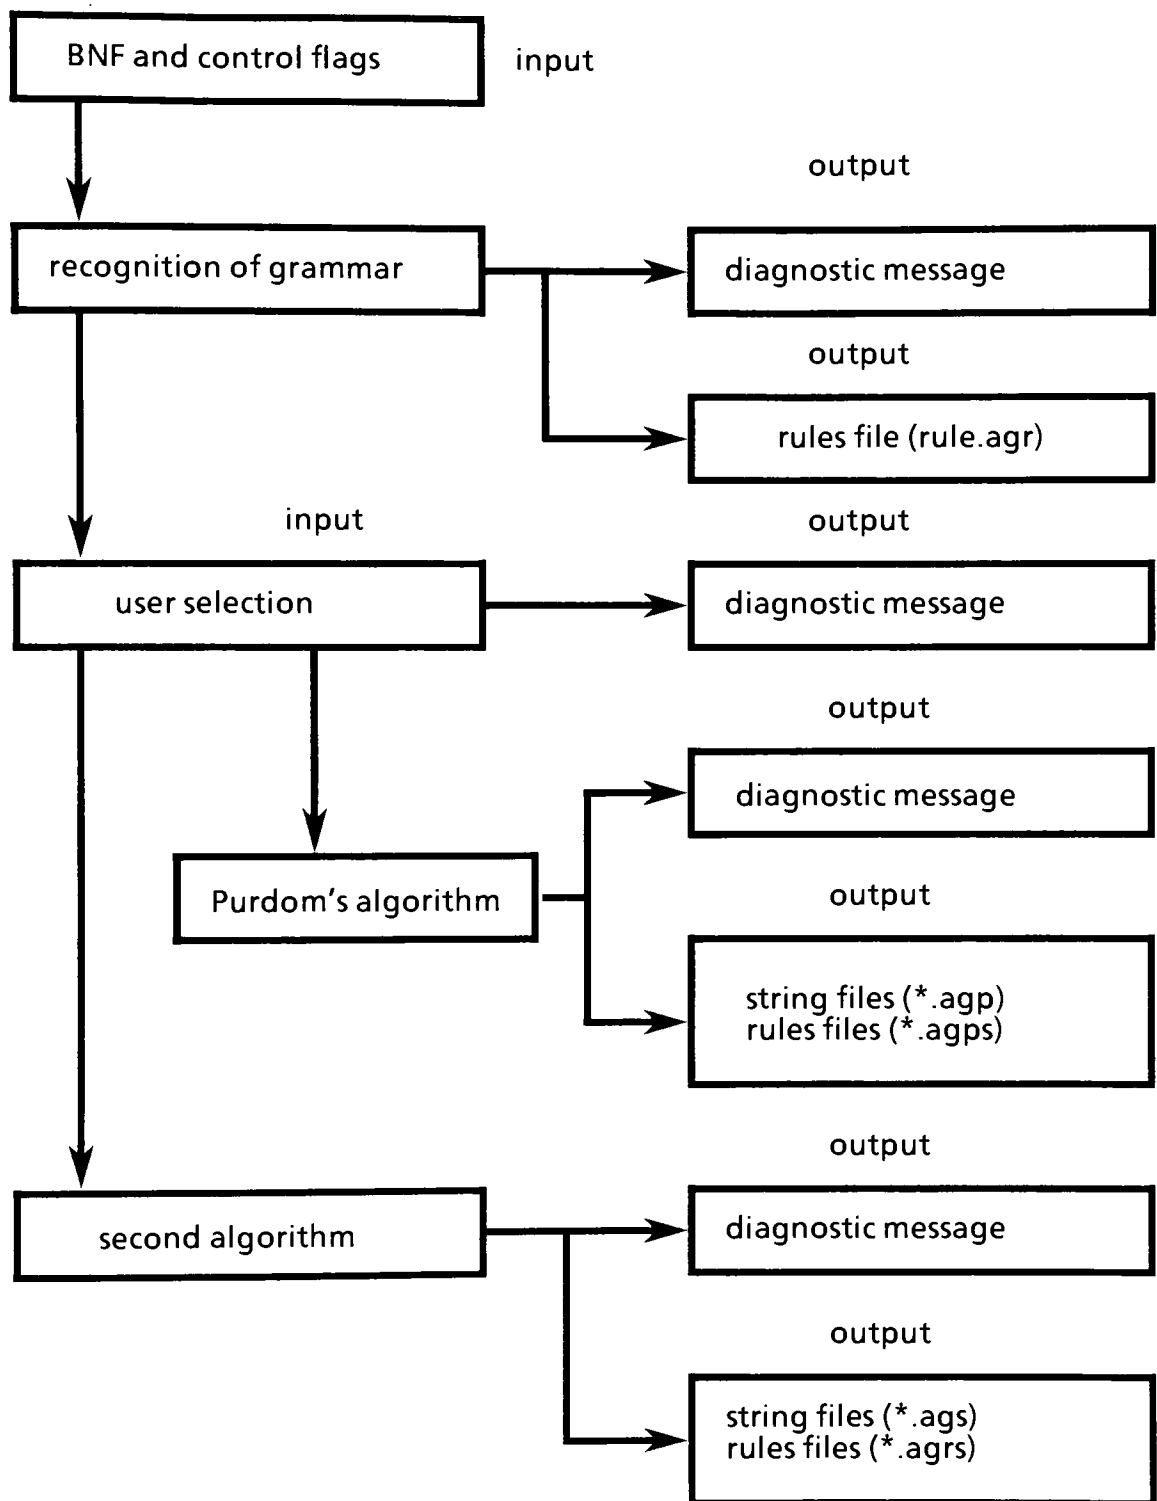 BNF and control flags
input
output
recognition of grammar
diagnostic message
output
rules file (rule.agr)
input
output
user selection
diagnostic message
output
diagnostic message
Purdom's algorithm
output
string files (*.agp)
rules files (*.agps)
output
second algorithm
diagnostic message
output
string files (*.ags)
rules files (*.agrs)